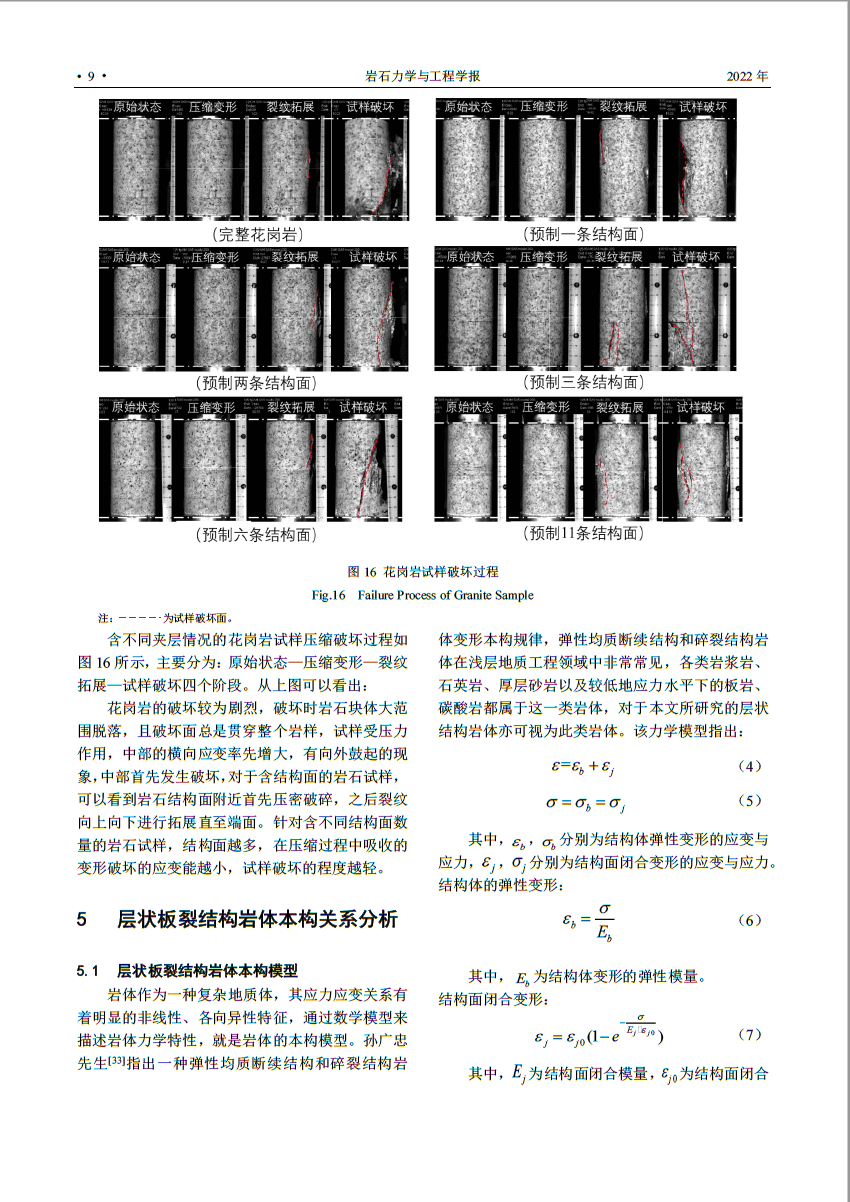 • 9 •
岩石力学与工程学报
2022 年
原始状态 压缩变形 裂纹拓展 试样破坏
原始状态 压缩变形 裂纹拓展 试样破坏
（完整花岗岩）
（预制一条结构面）
原始状态 压缩变形 裂纹拓展 试样破坏
原始状态 压缩变形 裂纹拓展 试样破坏
（预制两条结构面）
（预制三条结构面）
原始状态 压缩变形 裂纹拓展 试样破坏
原始状态 压缩变形 裂纹拓展 试样破坏
（预制六条结构面）
（预制11条结构面）
图 16 花岗岩试样破坏过程
Fig.16 Failure Process of Granite Sample
注：－－－－·为试样破坏面。
含不同夹层情况的花岗岩试样压缩破坏过程如
图 16 所示，主要分为：原始状态—压缩变形—裂纹
拓展—试样破坏四个阶段。从上图可以看出：
花岗岩的破坏较为剧烈，破坏时岩石块体大范
围脱落，且破坏面总是贯穿整个岩样，试样受压力
作用，中部的横向应变率先增大，有向外鼓起的现
象，中部首先发生破坏，对于含结构面的岩石试样，
可以看到岩石结构面附近首先压密破碎，之后裂纹
向上向下进行拓展直至端面。针对含不同结构面数
量的岩石试样，结构面越多，在压缩过程中吸收的
变形破坏的应变能越小，试样破坏的程度越轻。
5 层状板裂结构岩体本构关系分析
5.1 层状板裂结构岩体本构模型
岩体作为一种复杂地质体，其应力应变关系有
着明显的非线性、各向异性特征，通过数学模型来
描述岩体力学特性，就是岩体的本构模型。孙广忠
先生[33]指出一种弹性均质断续结构和碎裂结构岩
体变形本构规律，弹性均质断续结构和碎裂结构岩
体在浅层地质工程领域中非常常见，各类岩浆岩、
石英岩、厚层砂岩以及较低地应力水平下的板岩、
碳酸岩都属于这一类岩体，对于本文所研究的层状
结构岩体亦可视为此类岩体。该力学模型指出：
ε=ε_b + ε_j （4）
σ = σ_b = σ_j （5）
其中，ε_b，σ_b 分别为结构体弹性变形的应变与
应力，ε_j，σ_j 分别为结构面闭合变形的应变与应力。
结构体的弹性变形：
ε_b = σ/E_b （6）
其中，E_b 为结构体变形的弹性模量。
结构面闭合变形：
ε_j = ε_j0(1 − e^(−σ/(E_j□ε_j0))) （7）
其中，E_j 为结构面闭合模量，ε_j0 为结构面闭合